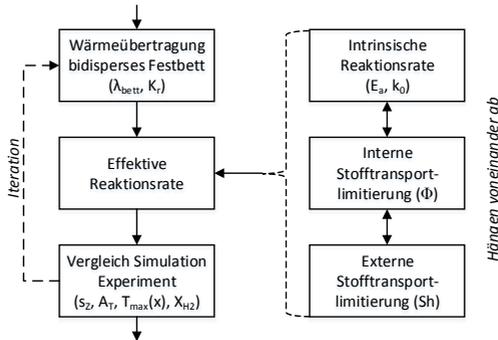 Wärmeübertragung
bidisperses Festbett
(λbett, Kr)
Effektive
Reaktionsrate
Vergleich Simulation
Experiment
(sZ, AT, Tmax(x), XH2)
Iteration
Intrinsische
Reaktionsrate
(Ea, k0)
Interne
Stofftransport-
limitierung (Φ)
Externe
Stofftransport-
limitierung (Sh)
Hängen voneinander ab